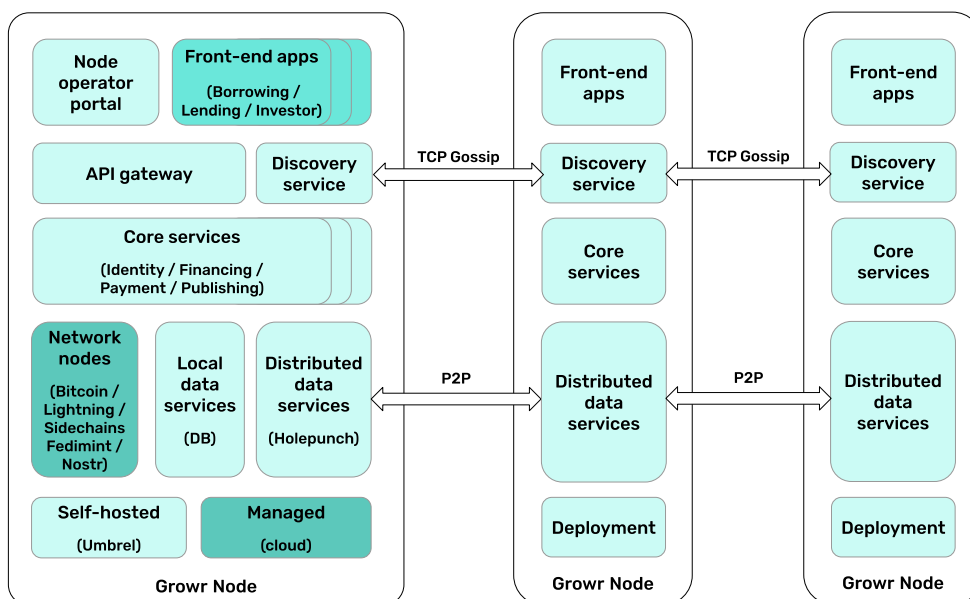 Node
operator
portal
Front-end apps
(Borrowing /
Lending / Investor)
API gateway
Discovery
service
Core services
(Identity / Financing /
Payment / Publishing)
Network
nodes
(Bitcoin /
Lightning /
Sidechains
Fedimint /
Nostr)
Local
data
services
(DB)
Distributed
data
services
(Holepunch)
Self-hosted
(Umbrel)
Managed
(cloud)
Growr Node
TCP Gossip
P2P
Front-end
apps
Discovery
service
Core
services
Distributed
data
services
Deployment
Growr Node
TCP Gossip
P2P
Front-end
apps
Discovery
service
Core
services
Distributed
data
services
Deployment
Growr Node